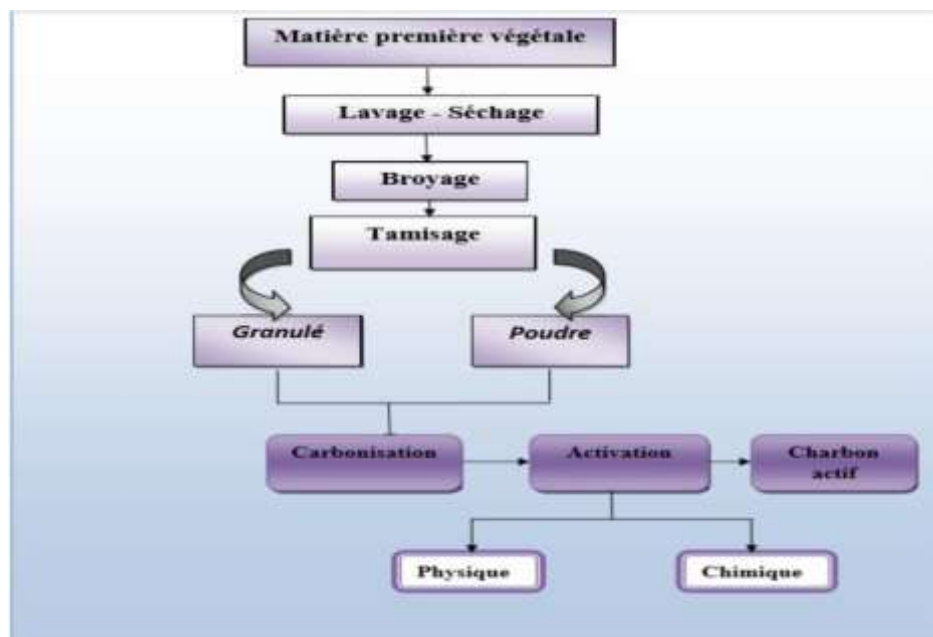 Matière première végétale
Lavage - Séchage
Broyage
Tamisage
Granulé
Poudre
Carbonisation
Activation
Charbon
actif
Physique
Chimique